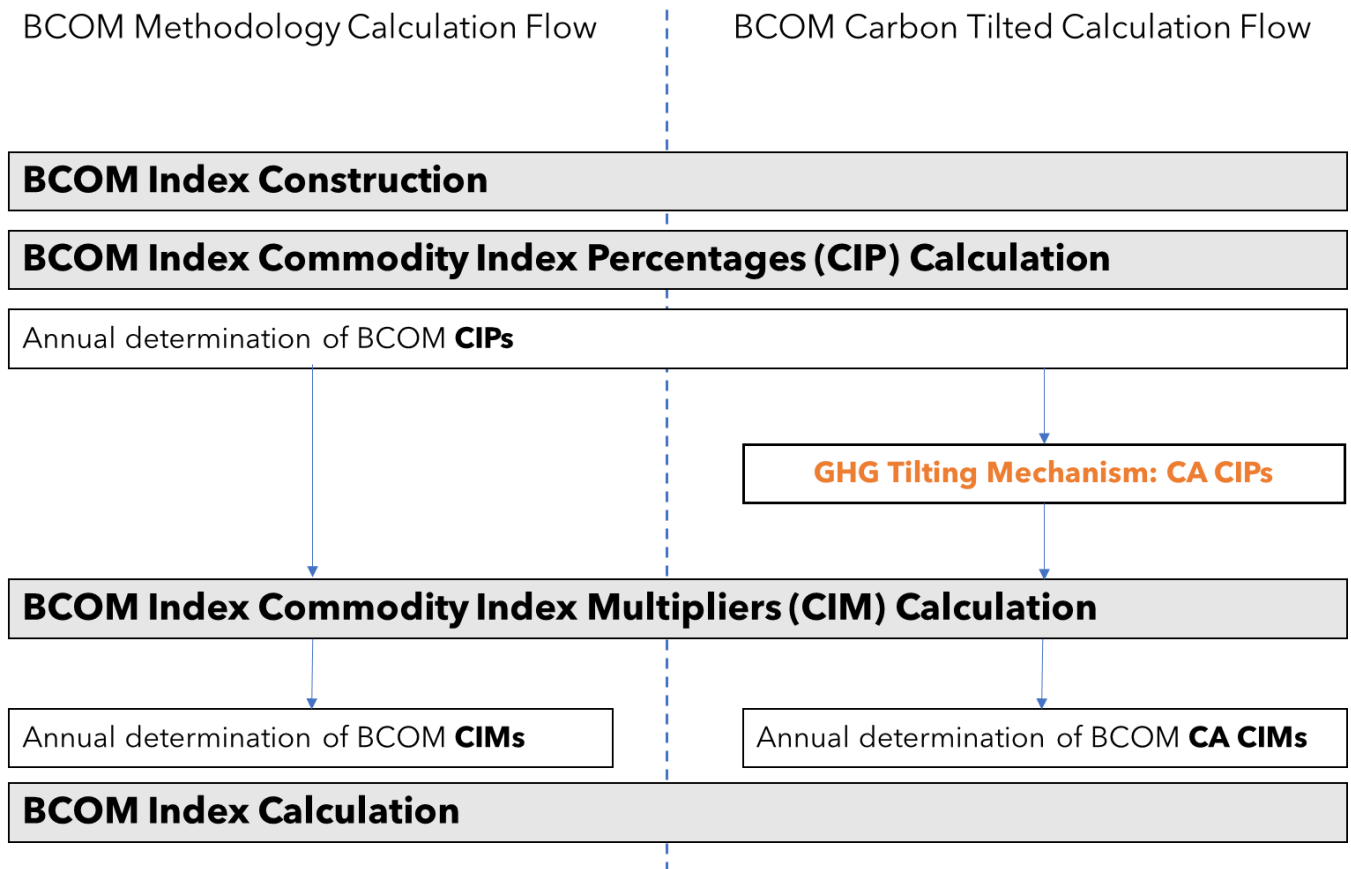 BCOM Methodology Calculation Flow
BCOM Carbon Tilted Calculation Flow
BCOM Index Construction
BCOM Index Commodity Index Percentages (CIP) Calculation
Annual determination of BCOM CIPs
GHG Tilting Mechanism: CA CIPs
BCOM Index Commodity Index Multipliers (CIM) Calculation
Annual determination of BCOM CIMs
Annual determination of BCOM CA CIMs
BCOM Index Calculation